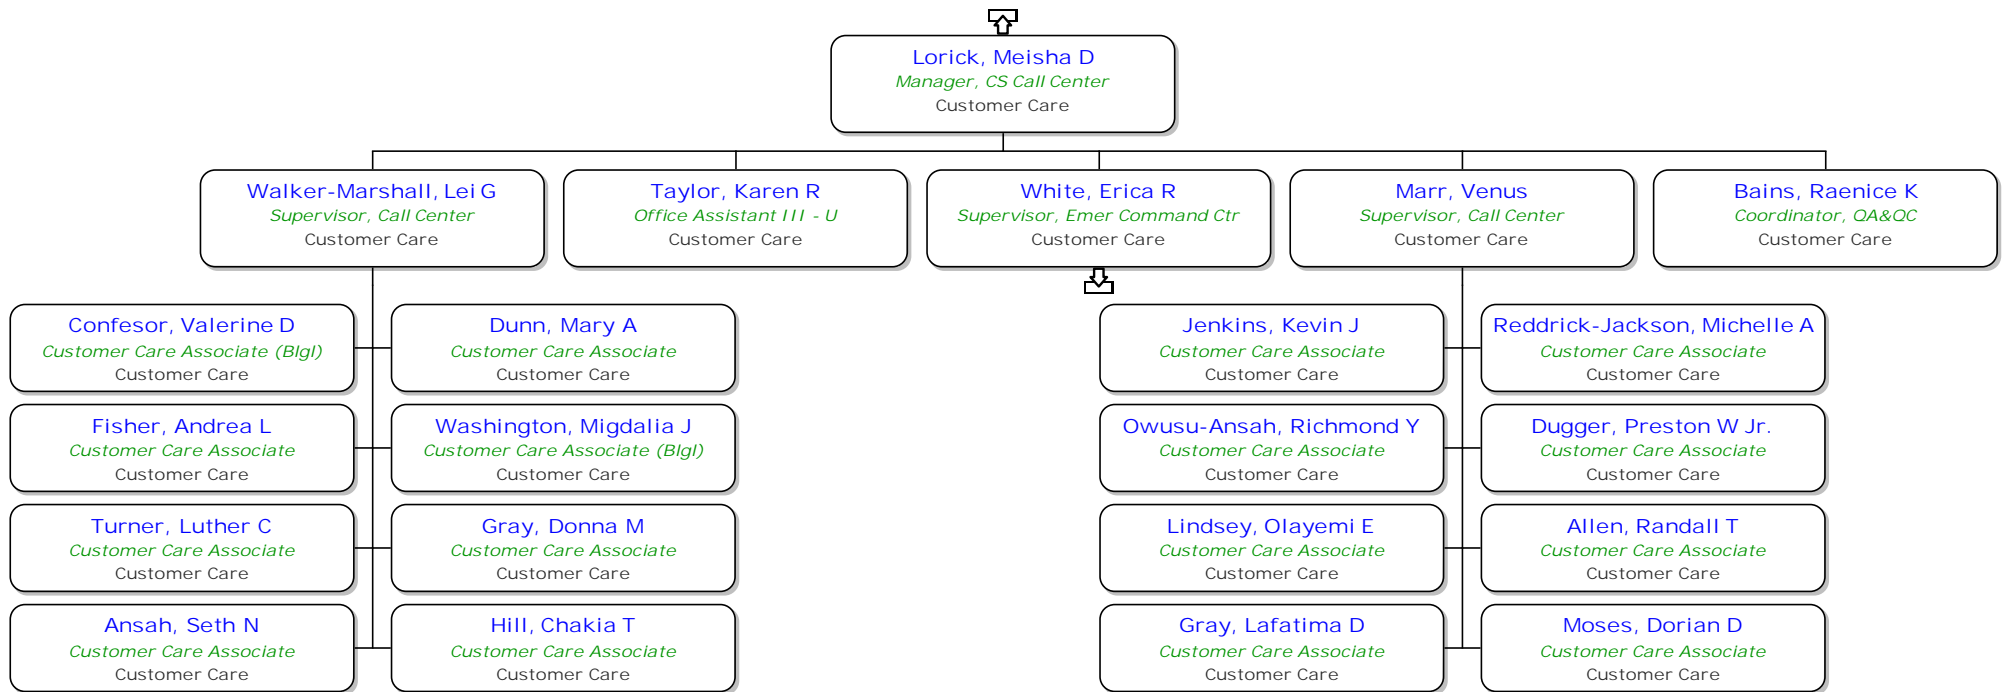 Lorick, Meisha D
Manager, CS Call Center
Customer Care
Walker-Marshall, Lei G
Supervisor, Call Center
Customer Care
Taylor, Karen R
Office Assistant III - U
Customer Care
White, Erica R
Supervisor, Emer Command Ctr
Customer Care
Marr, Venus
Supervisor, Call Center
Customer Care
Bains, Raenice K
Coordinator, QA&QC
Customer Care
Confesor, Valerine D
Customer Care Associate (Blgl)
Customer Care
Dunn, Mary A
Customer Care Associate
Customer Care
Fisher, Andrea L
Customer Care Associate
Customer Care
Washington, Migdalia J
Customer Care Associate (Blgl)
Customer Care
Turner, Luther C
Customer Care Associate
Customer Care
Gray, Donna M
Customer Care Associate
Customer Care
Ansah, Seth N
Customer Care Associate
Customer Care
Hill, Chakia T
Customer Care Associate
Customer Care
Jenkins, Kevin J
Customer Care Associate
Customer Care
Reddrick-Jackson, Michelle A
Customer Care Associate
Customer Care
Owusu-Ansah, Richmond Y
Customer Care Associate
Customer Care
Dugger, Preston W Jr.
Customer Care Associate
Customer Care
Lindsey, Olayemi E
Customer Care Associate
Customer Care
Allen, Randall T
Customer Care Associate
Customer Care
Gray, Lafatima D
Customer Care Associate
Customer Care
Moses, Dorian D
Customer Care Associate
Customer Care